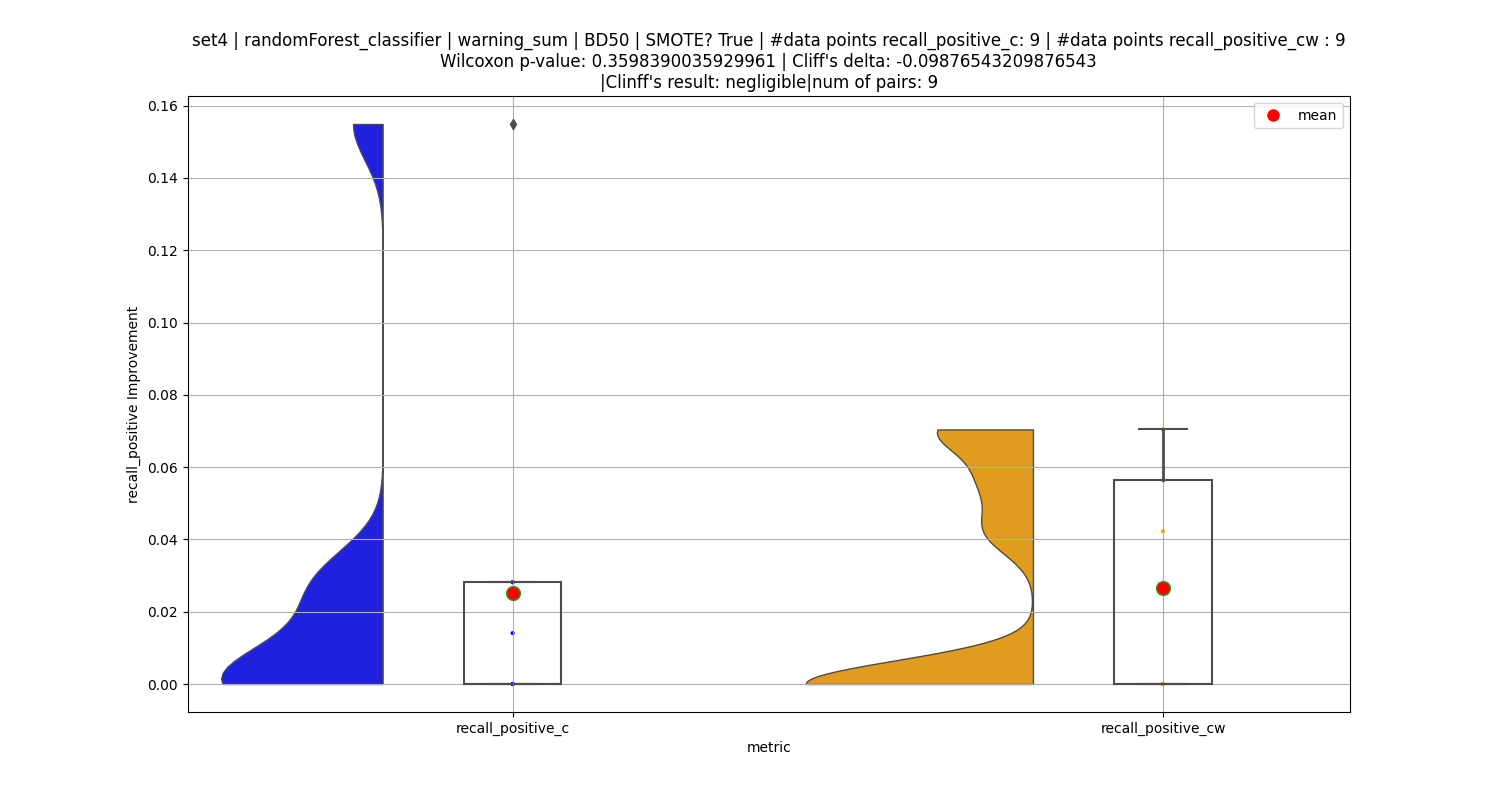 set4 | randomForest_classifier | warning_sum | BD50 | SMOTE? True | #data points recall_positive_c: 9 | #data points recall_positive_cw : 9
Wilcoxon p-value: 0.3598390035929961 | Cliff's delta: -0.09876543209876543
|Clinff's result: negligible|num of pairs: 9
mean
recall_positive Improvement
0.16
0.14
0.12
0.10
0.08
0.06
0.04
0.02
0.00
recall_positive_c
recall_positive_cw
metric